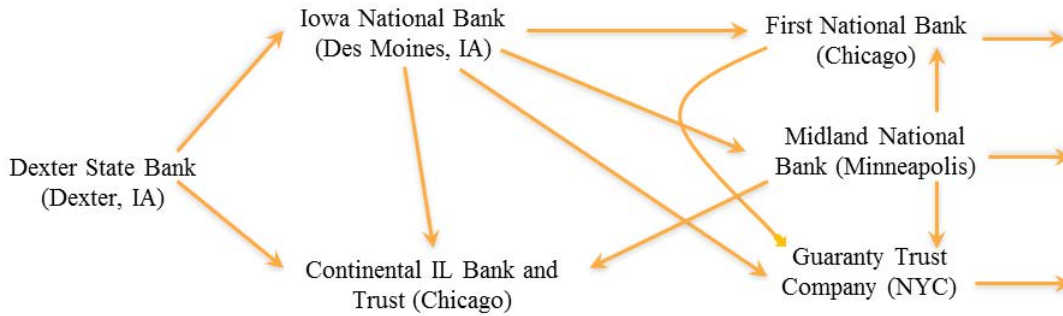 Iowa National Bank
(Des Moines, IA)
First National Bank
(Chicago)
Dexter State Bank
(Dexter, IA)
Midland National
Bank (Minneapolis)
Continental IL Bank and
Trust (Chicago)
Guaranty Trust
Company (NYC)